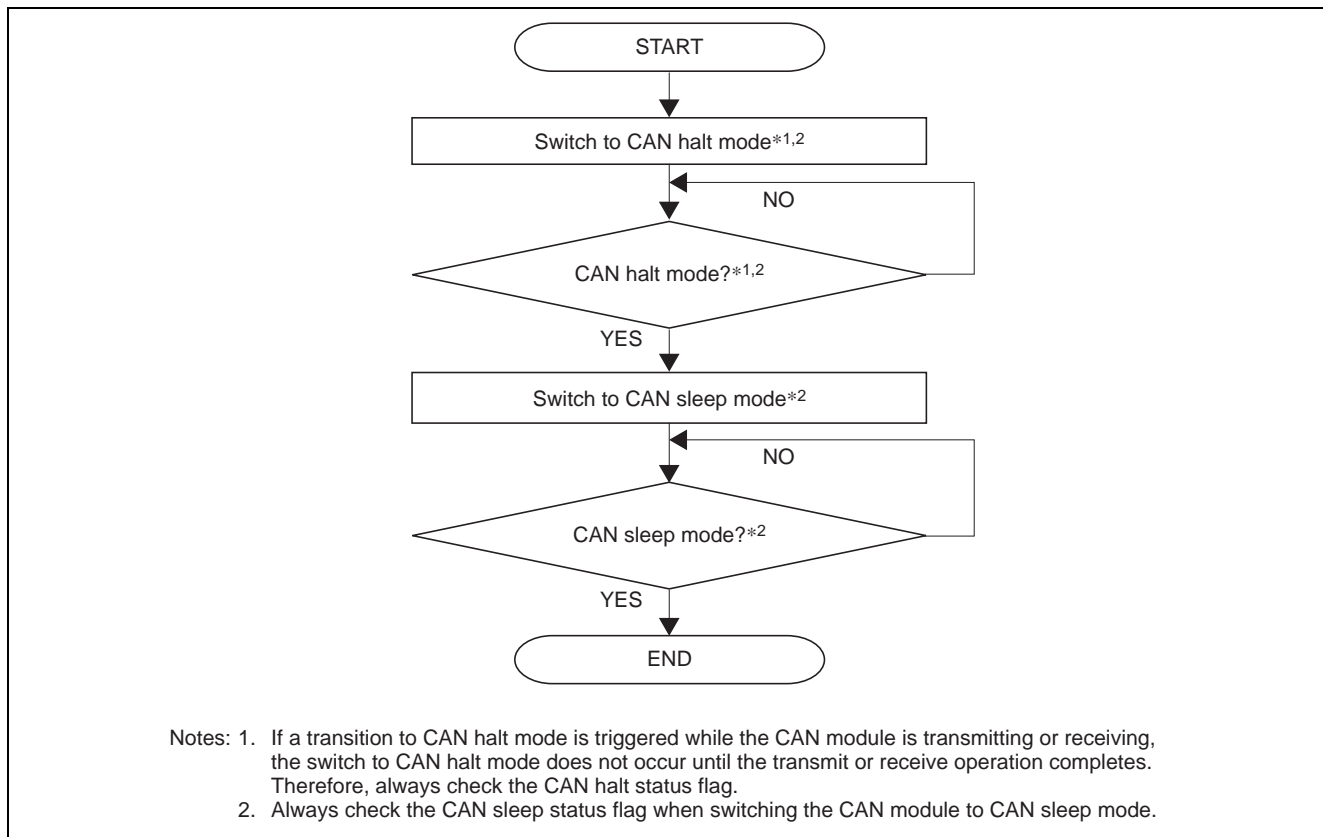 START
Switch to CAN halt mode*1,2
NO
CAN halt mode?*1,2
YES
Switch to CAN sleep mode*2
NO
CAN sleep mode?*2
YES
END
Notes: 1. If a transition to CAN halt mode is triggered while the CAN module is transmitting or receiving,
the switch to CAN halt mode does not occur until the transmit or receive operation completes.
Therefore, always check the CAN halt status flag.
2. Always check the CAN sleep status flag when switching the CAN module to CAN sleep mode.